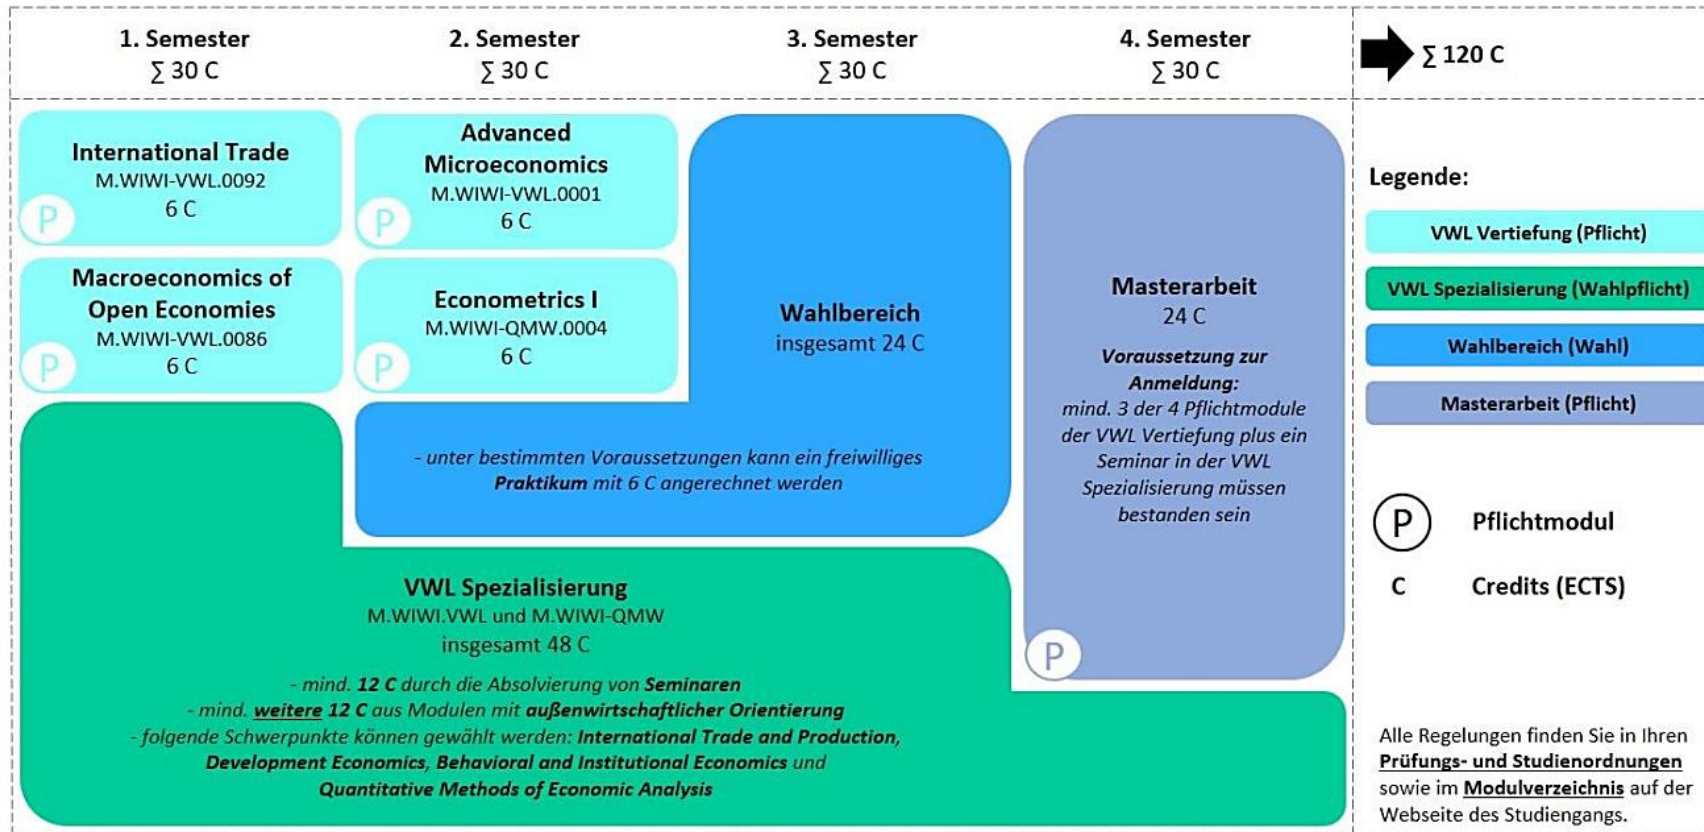 1. Semester
∑ 30 C
2. Semester
∑ 30 C
3. Semester
∑ 30 C
4. Semester
∑ 30 C
∑ 120 C
International Trade
M.WIWI-VWL.0092
6 C
P
Macroeconomics of
Open Economies
M.WIWI-VWL.0086
6 C
P
Advanced
Microeconomics
M.WIWI-VWL.0001
6 C
P
Econometrics I
M.WIWI-QMW.0004
6 C
P
Wahlbereich
insgesamt 24 C
- unter bestimmten Voraussetzungen kann ein freiwilliges
Praktikum mit 6 C angerechnet werden
Masterarbeit
24 C
Voraussetzung zur
Anmeldung:
mind. 3 der 4 Pflichtmodule
der VWL Vertiefung plus ein
Seminar in der VWL
Spezialisierung müssen
bestanden sein
P
VWL Spezialisierung
M.WIWI.VWL und M.WIWI-QMW
insgesamt 48 C
- mind. 12 C durch die Absolvierung von Seminaren
- mind. weitere 12 C aus Modulen mit außenwirtschaftlicher Orientierung
- folgende Schwerpunkte können gewählt werden: International Trade and Production,
Development Economics, Behavioral and Institutional Economics und
Quantitative Methods of Economic Analysis
Legende:
VWL Vertiefung (Pflicht)
VWL Spezialisierung (Wahlpflicht)
Wahlbereich (Wahl)
Masterarbeit (Pflicht)
P Pflichtmodul
C Credits (ECTS)
Alle Regelungen finden Sie in Ihren
Prüfungs- und Studienordnungen
sowie im Modulverzeichnis auf der
Webseite des Studiengangs.